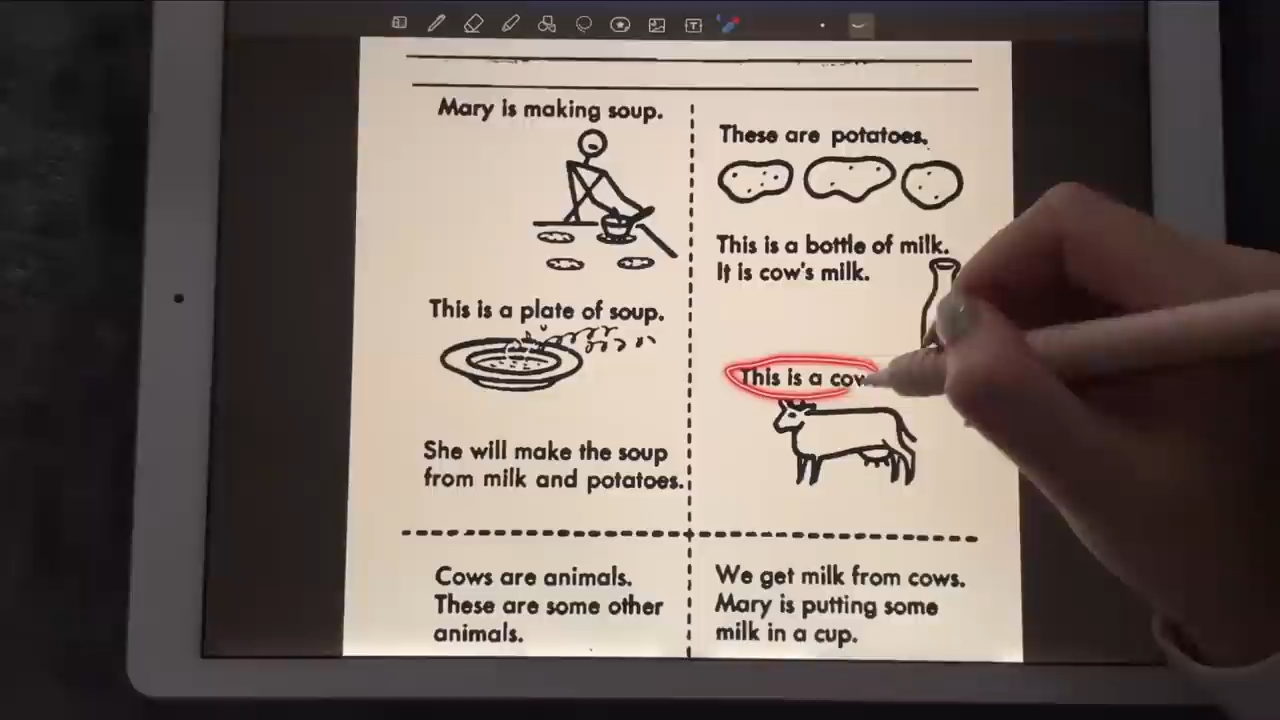 Mary is making soup.
This is a plate of soup.
She will make the soup
from milk and potatoes.
These are potatoes.
This is a bottle of milk.
It is cow's milk.
This is a cow
Cows are animals.
These are some other
animals.
We get milk from cows.
Mary is putting some
milk in a cup.